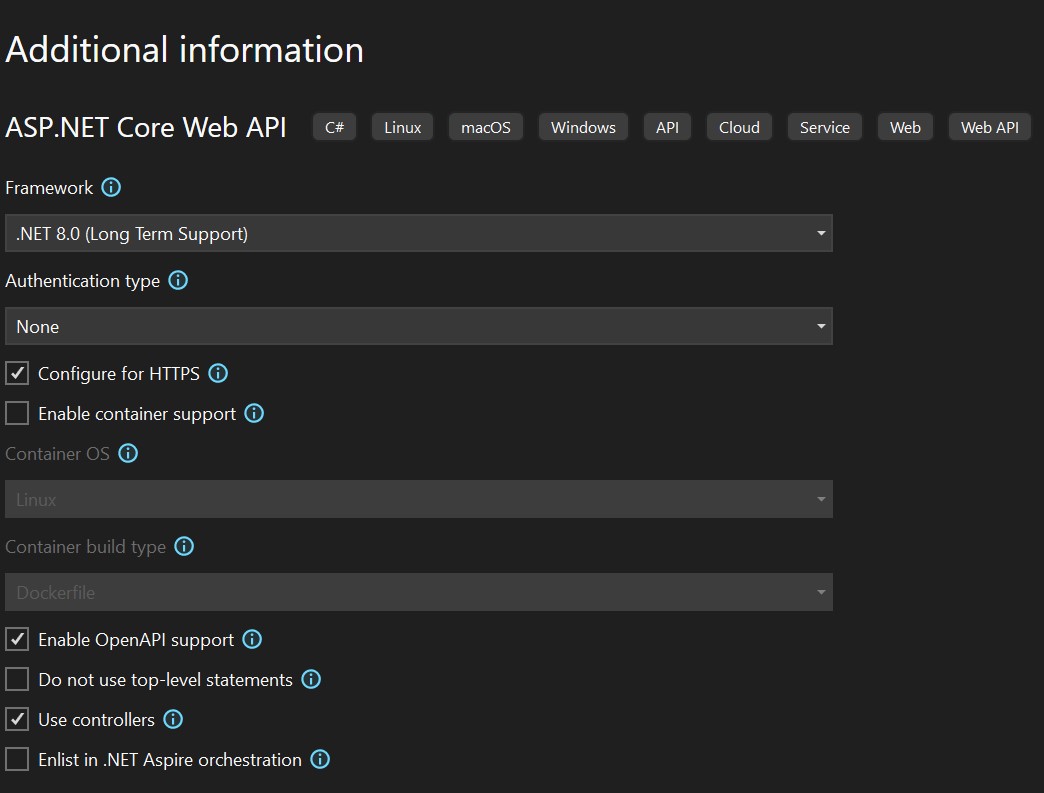 Additional information
ASP.NET Core Web API C# Linux macOS Windows API Cloud Service Web Web API
Framework
.NET 8.0 (Long Term Support)
Authentication type
None
Configure for HTTPS
Enable container support
Container OS
Linux
Container build type
Dockerfile
Enable OpenAPI support
Do not use top-level statements
Use controllers
Enlist in .NET Aspire orchestration